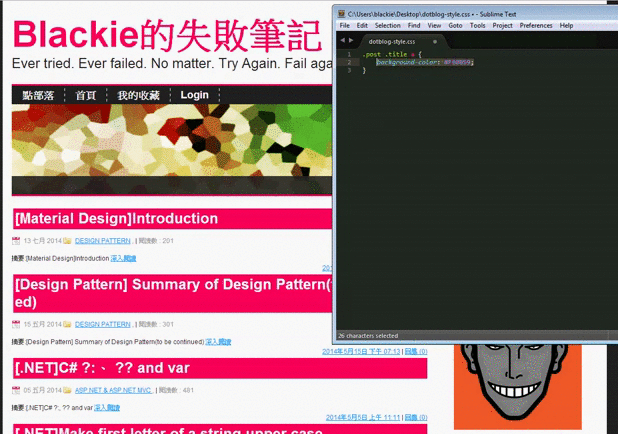 Blackie的失敗筆記
Ever tried. Ever failed. No matter. Try Again. Fail aga
點部落
首頁
我的收藏
Login
[Material Design]Introduction
13 七月 2014 DESIGN PATTERN , | 閱讀數 : 201
摘要:[Material Design]Introduction 深入閱讀
[Design Pattern] Summary of Design Pattern(
ed)
15 五月 2014 DESIGN PATTERN , | 閱讀數 : 301
摘要:[Design Pattern] Summary of Design Pattern(to be continued) 深入閱讀
2014年5月15日 下午 07:13 | 回應 (0)
[.NET]C# ?:、 ?? and var
05 五月 2014 ASP.NET & ASP.NET MVC , | 閱讀數 : 481
摘要:[.NET]C# ?:, ?? and var 深入閱讀
2014年5月5日 上午 11:11 | 回應 (0)
[.NET]Make first letter of a string upper case
C:\Users\blackie\Desktop\dotblog-style.css • - Sublime Text
File Edit Selection Find View Goto Tools Project Preferences Help
dotblog-style.css
1 .post .title a {
2 background-color: #F60059;
3 }
26 characters selected